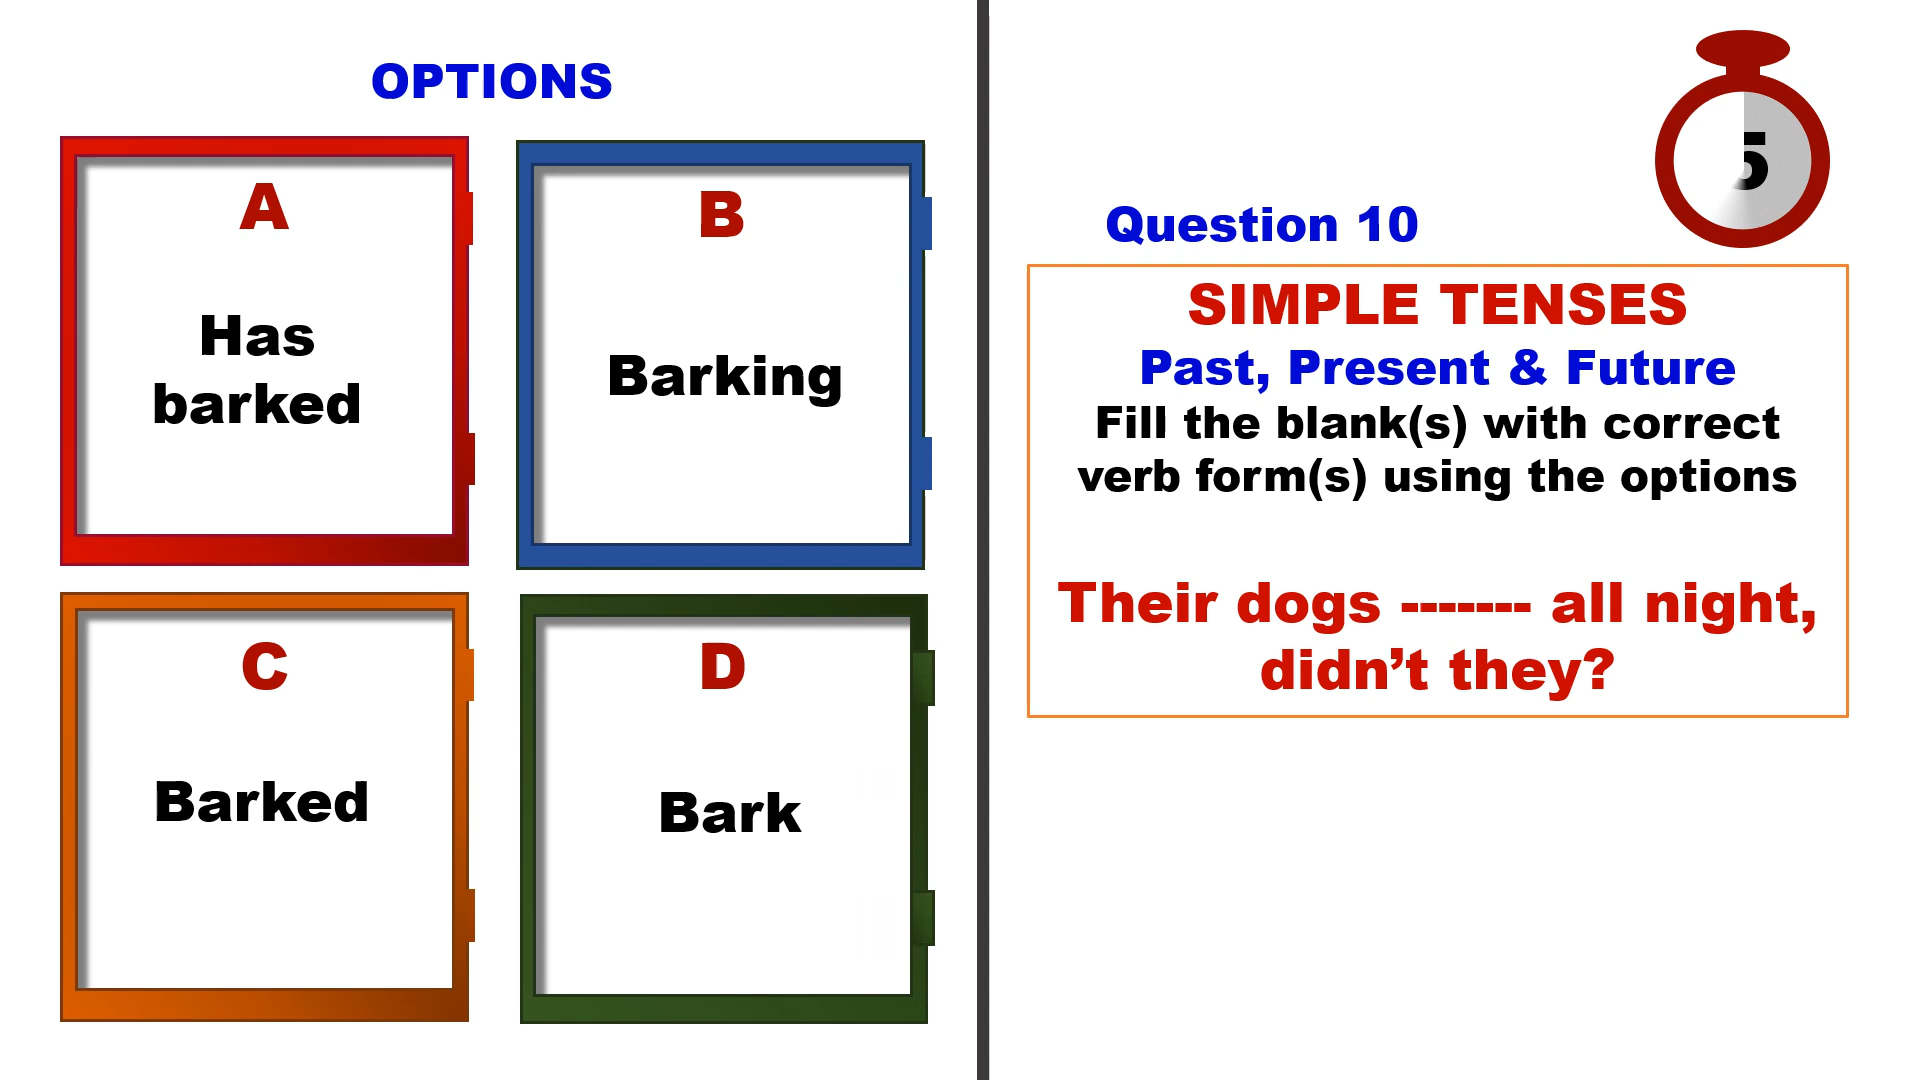 OPTIONS
A
Has
barked
B
Barking
C
Barked
D
Bark
5
Question 10
SIMPLE TENSES
Past, Present & Future
Fill the blank(s) with correct
verb form(s) using the options
Their dogs ------- all night,
didn’t they?